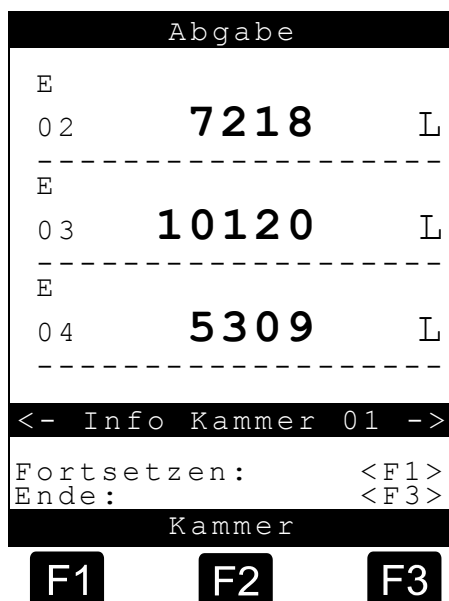 Abgabe
E
02 7218 L
E
03 10120 L
E
04 5309 L
<- Info Kammer 01 ->
Fortsetzen: <F1>
Ende: <F3>
Kammer
F1 F2 F3